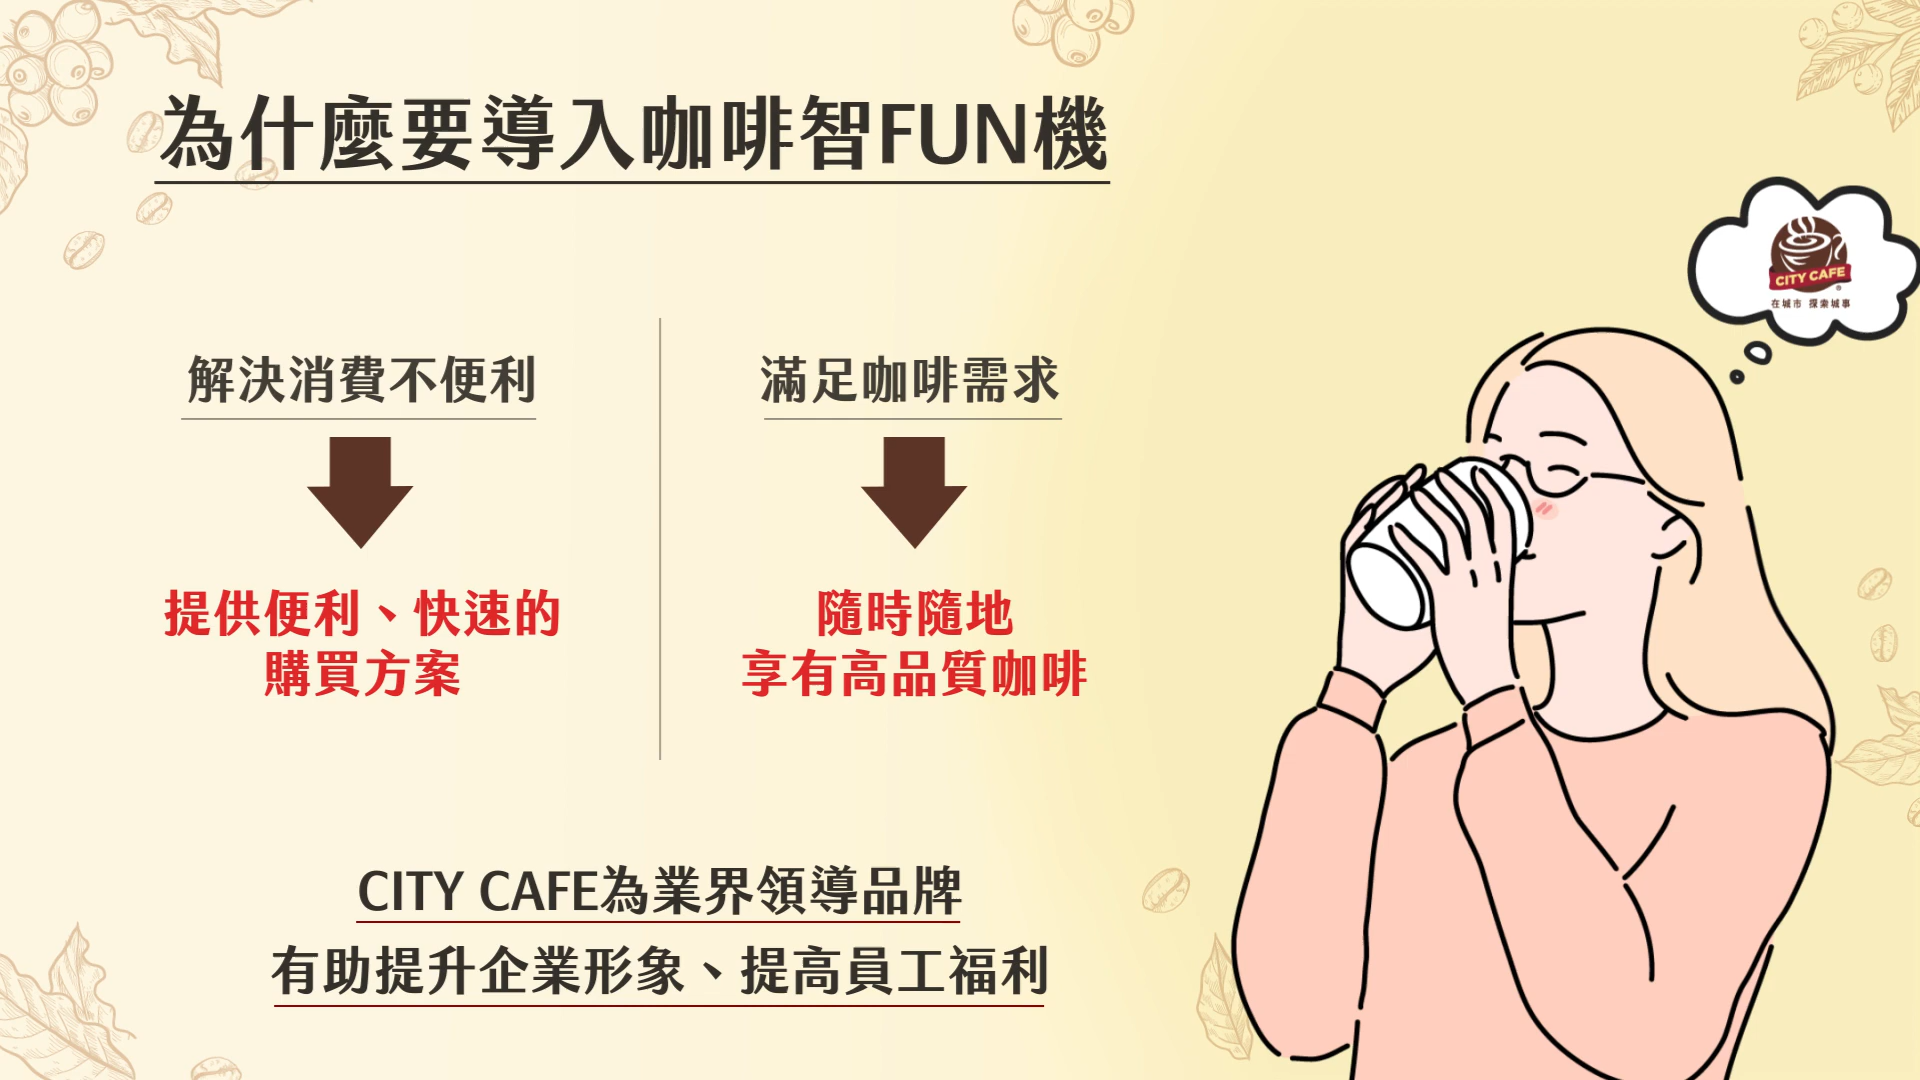 為什麼要導入咖啡智FUN機
CITY CAFE
在城市 探索城事
解決消費不便利
滿足咖啡需求
提供便利、快速的
購買方案
隨時隨地
享有高品質咖啡
CITY CAFE為業界領導品牌
有助提升企業形象、提高員工福利